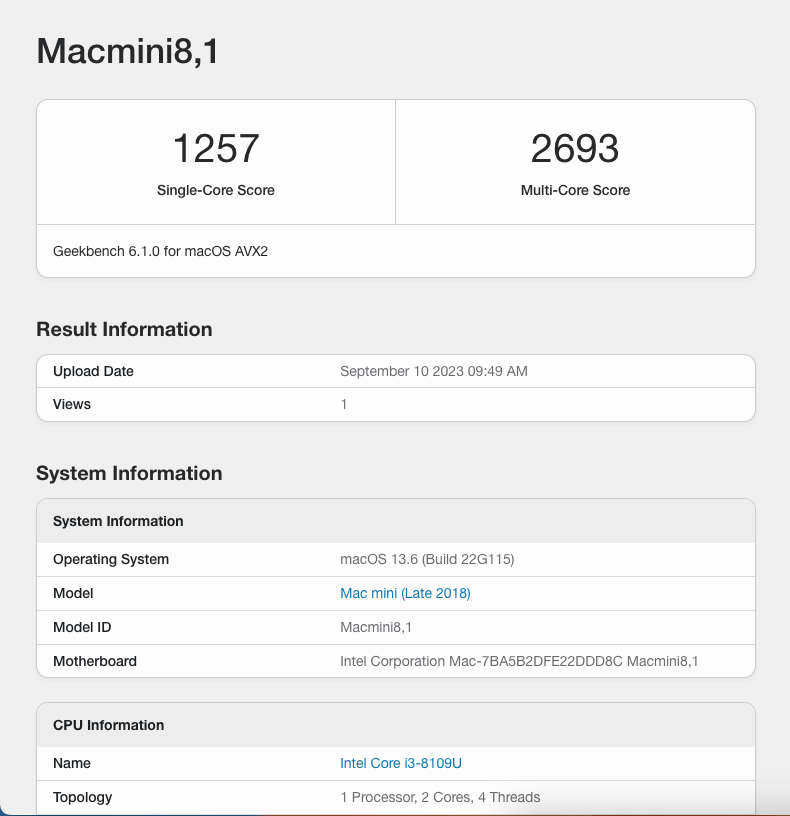 Macmini8,1
1257
Single-Core Score
2693
Multi-Core Score
Geekbench 6.1.0 for macOS AVX2
Result Information
Upload Date September 10 2023 09:49 AM
Views 1
System Information
System Information
Operating System macOS 13.6 (Build 22G115)
Model Mac mini (Late 2018)
Model ID Macmini8,1
Motherboard Intel Corporation Mac-7BA5B2DFE22DDD8C Macmini8,1
CPU Information
Name Intel Core i3-8109U
Topology 1 Processor, 2 Cores, 4 Threads